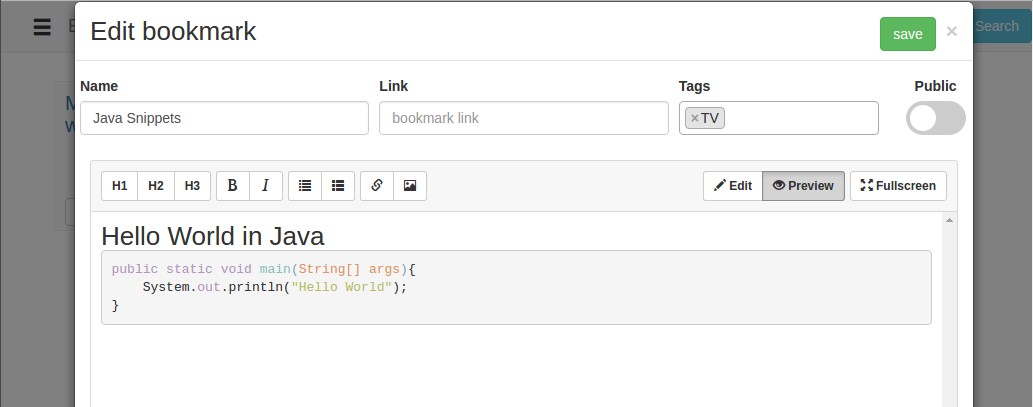 Edit bookmark
save ×
Search
Name Link Tags Public
Java Snippets bookmark link ×TV
H1 H2 H3 B I Edit Preview Fullscreen
Hello World in Java
public static void main(String[] args){
    System.out.println("Hello World");
}